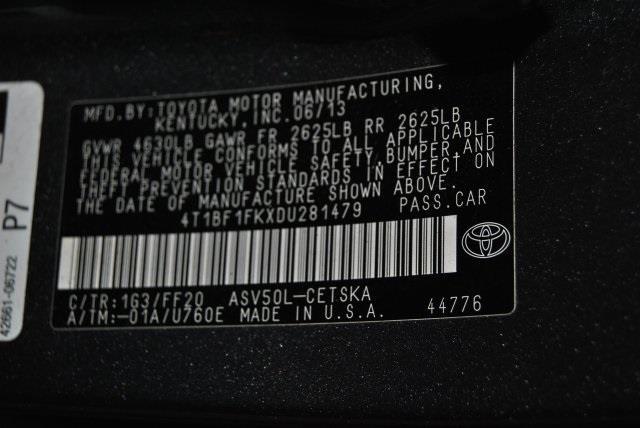 MFD.BY:TOYOTA MOTOR MANUFACTURING,
KENTUCKY, INC.06/13
GVWR 4630LB GAWR FR 2625LB RR 2625LB
THIS VEHICLE CONFORMS TO ALL APPLICABLE
FEDERAL MOTOR VEHICLE SAFETY,BUMPER AND
THEFT PREVENTION STANDARDS IN EFFECT ON
THE DATE OF MANUFACTURE SHOWN ABOVE.
4T1BF1FKXDU281479 PASS.CAR
C/TR:1G3/FF20 ASV50L-CETSKA
A/TM:-01A/U760E MADE IN U.S.A. 44776
P7
42661-06722